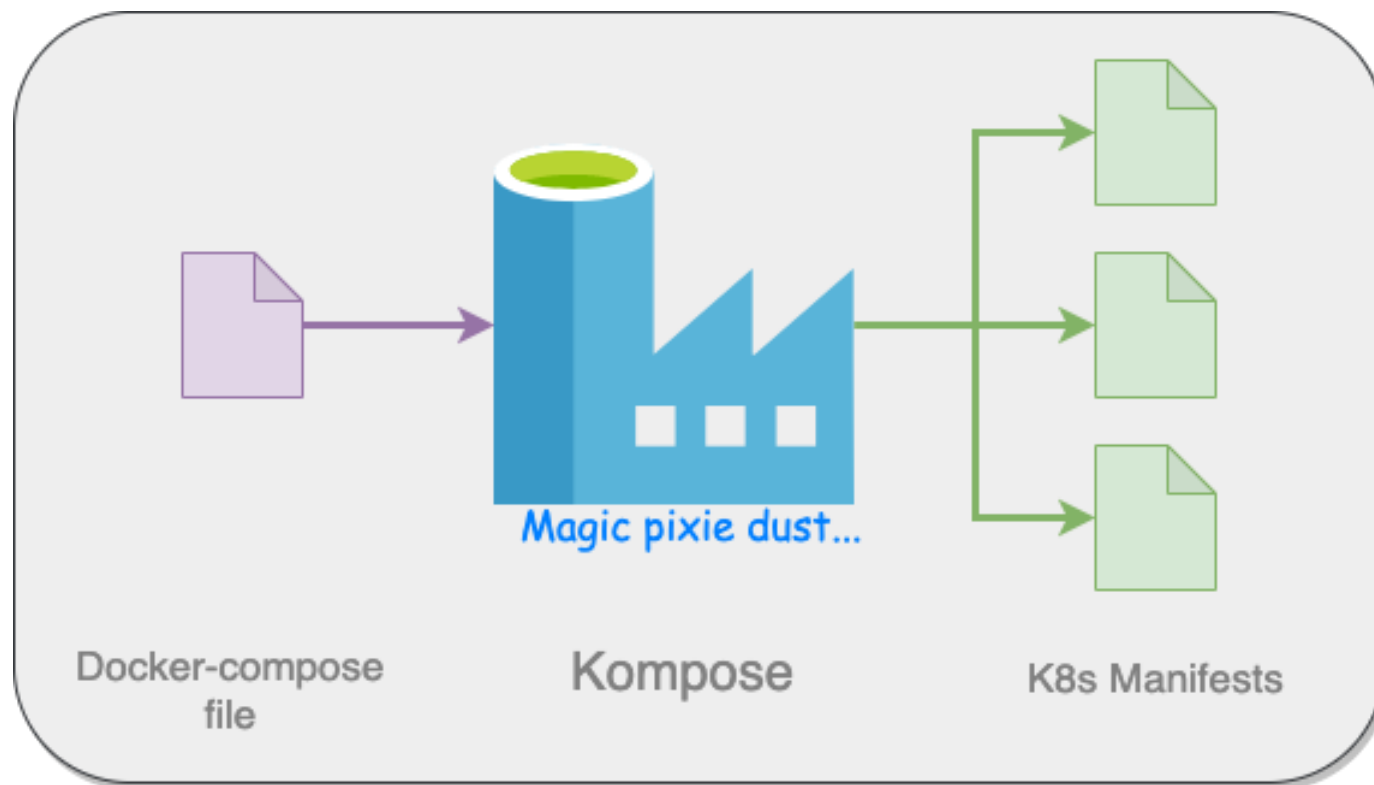 Magic pixie dust...
Docker-compose
file
Kompose
K8s Manifests